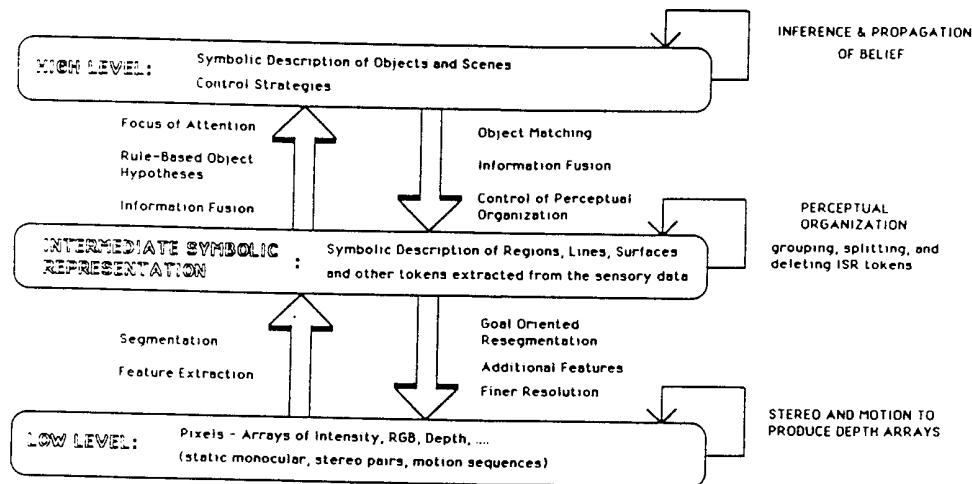 INFERENCE & PROPAGATION
OF BELIEF
HIGH LEVEL:
Symbolic Description of Objects and Scenes
Control Strategies
Focus of Attention
Rule-Based Object
Hypotheses
Information Fusion
Object Matching
Information Fusion
Control of Perceptual
Organization
PERCEPTUAL
ORGANIZATION
grouping, splitting, and
deleting ISR tokens
INTERMEDIATE SYMBOLIC
REPRESENTATION :
Symbolic Description of Regions, Lines, Surfaces
and other tokens extracted from the sensory data
Segmentation
Feature Extraction
Goal Oriented
Resegmentation
Additional Features
Finer Resolution
STEREO AND MOTION TO
PRODUCE DEPTH ARRAYS
LOW LEVEL:
Pixels - Arrays of Intensity, RGB, Depth, ....
(static monocular, stereo pairs, motion sequences)